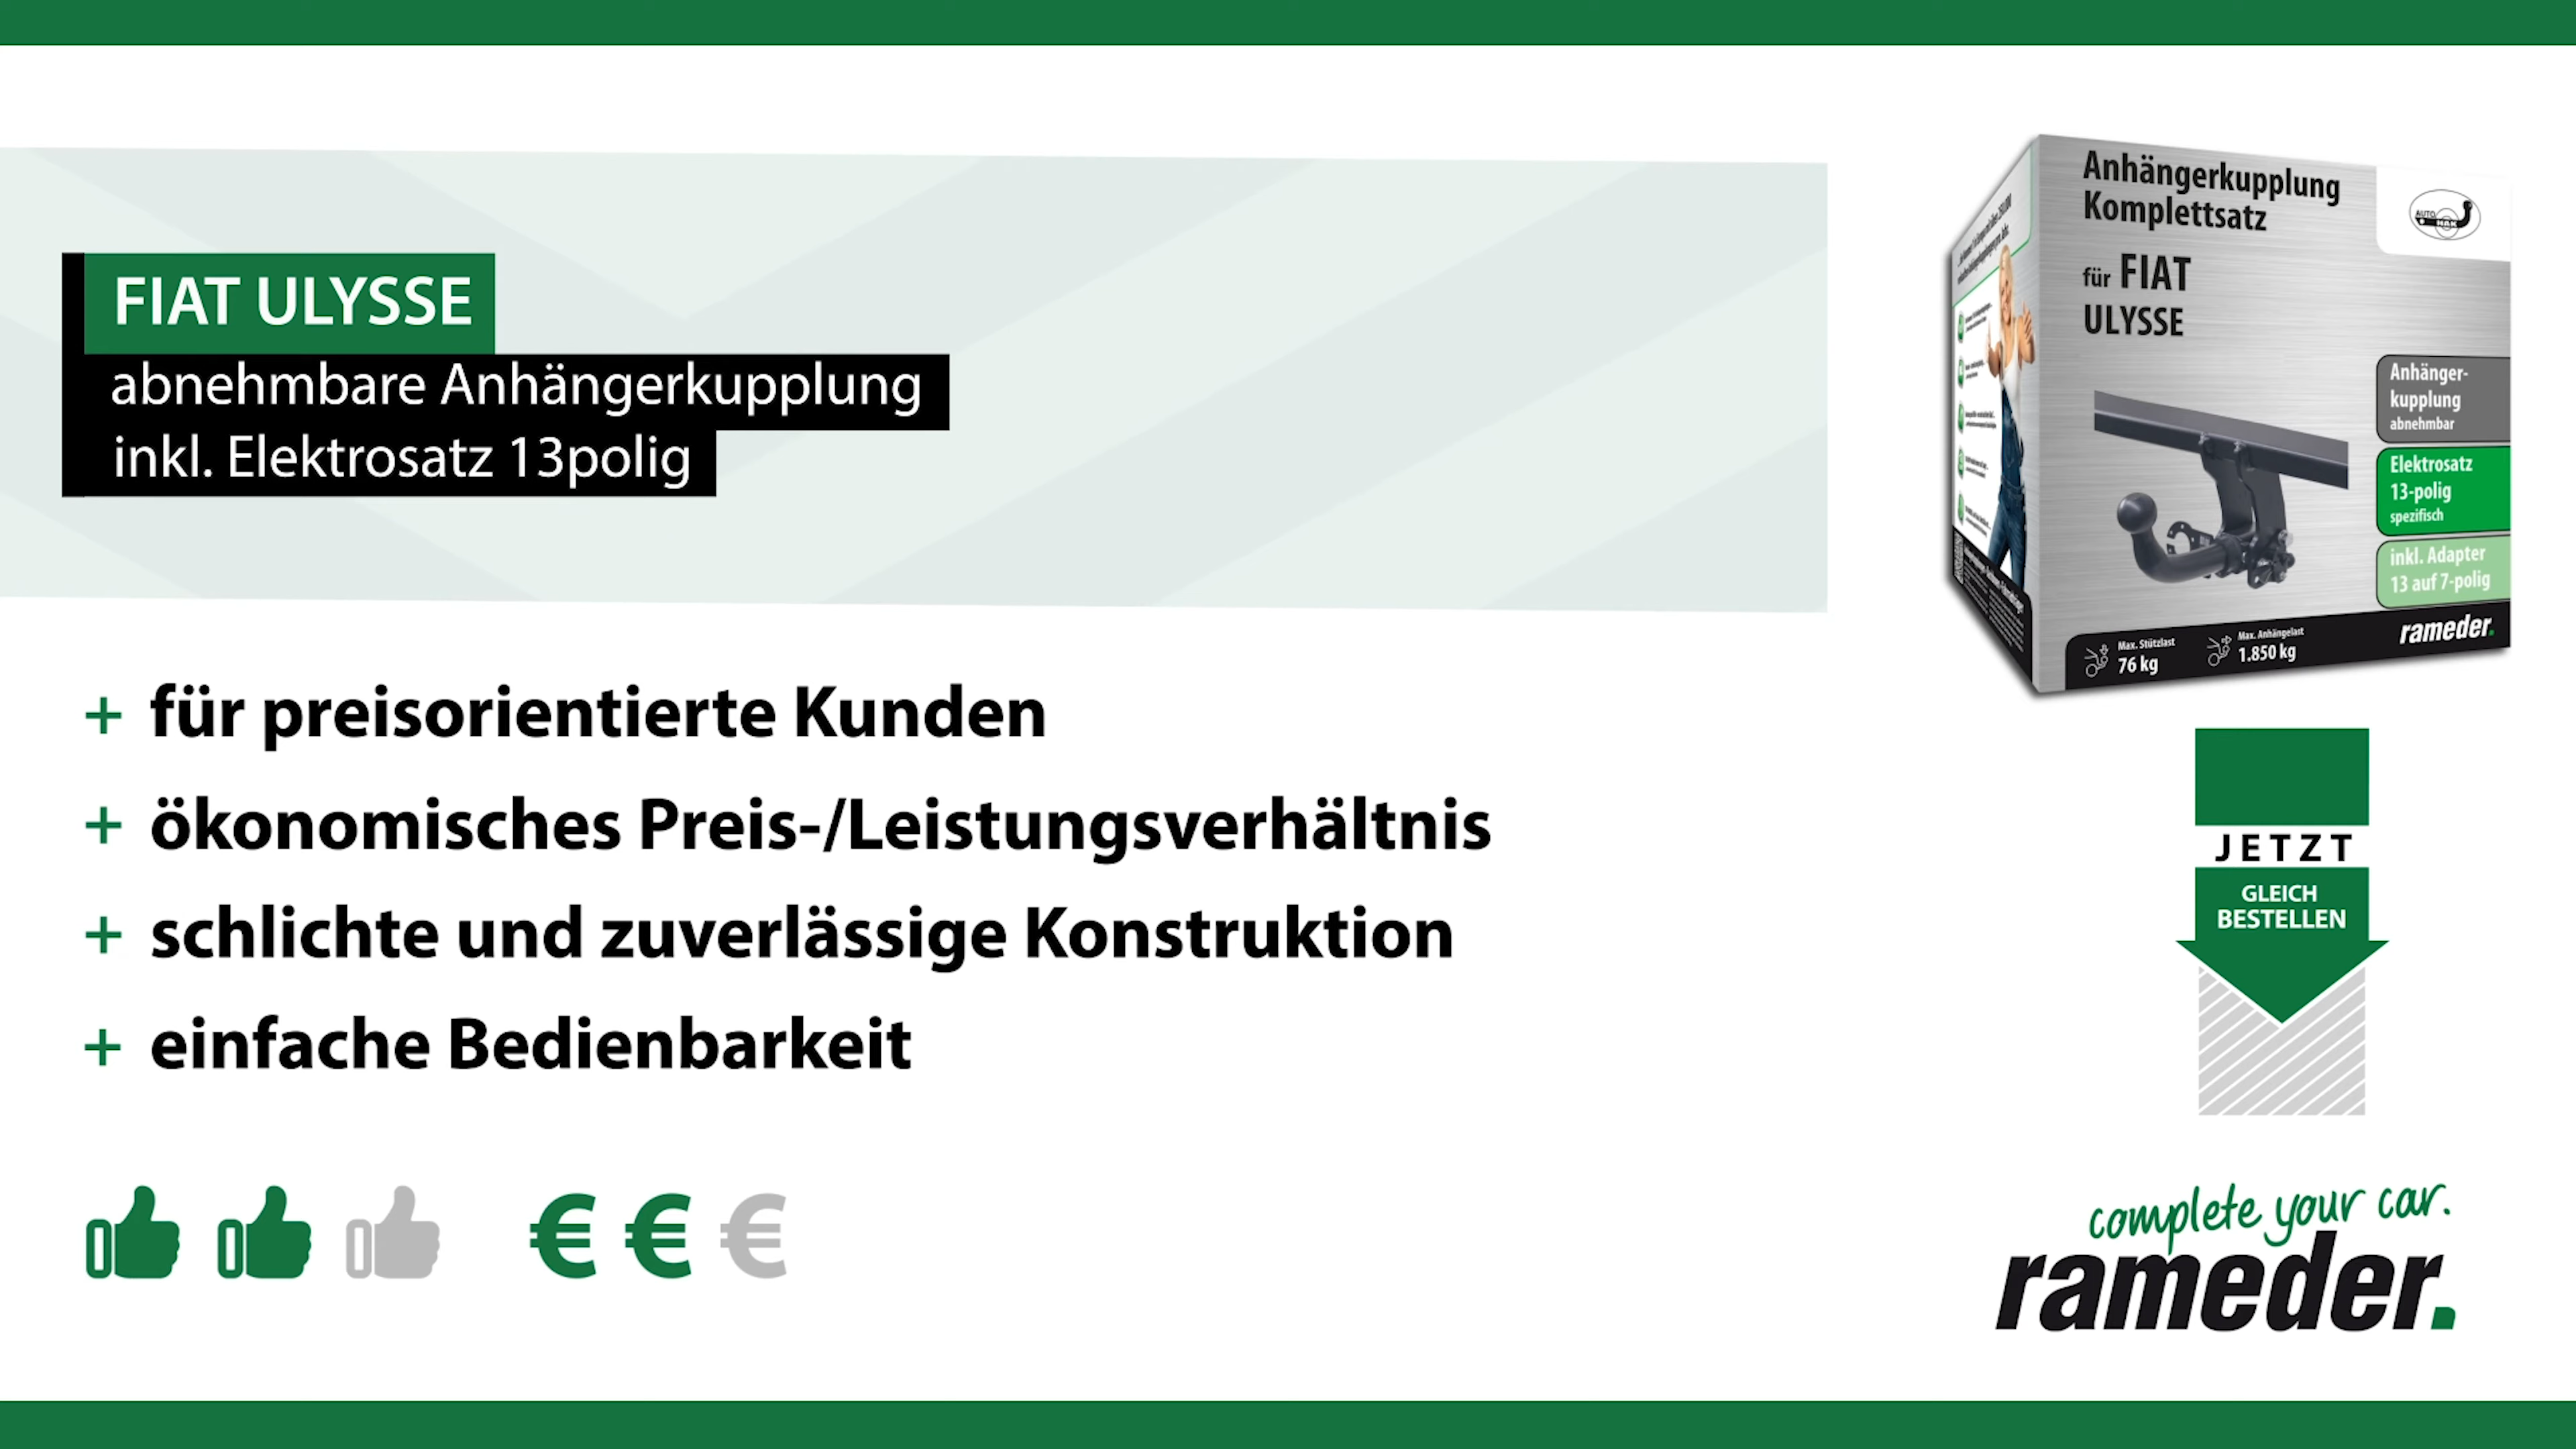 FIAT ULYSSE
abnehmbare Anhängerkupplung
inkl. Elektrosatz 13polig
+ für preisorientierte Kunden
+ ökonomisches Preis-/Leistungsverhältnis
+ schlichte und zuverlässige Konstruktion
+ einfache Bedienbarkeit
€ € €
Anhängerkupplung
Komplettsatz
für FIAT
ULYSSE
AUTO
HAK
Anhänger-
kupplung
abnehmbar
Elektrosatz
13-polig
spezifisch
inkl. Adapter
13 auf 7-polig
Max. Stützlast
76 kg
Max. Anhängelast
1.850 kg
rameder.
JETZT
GLEICH
BESTELLEN
complete your car.
rameder.